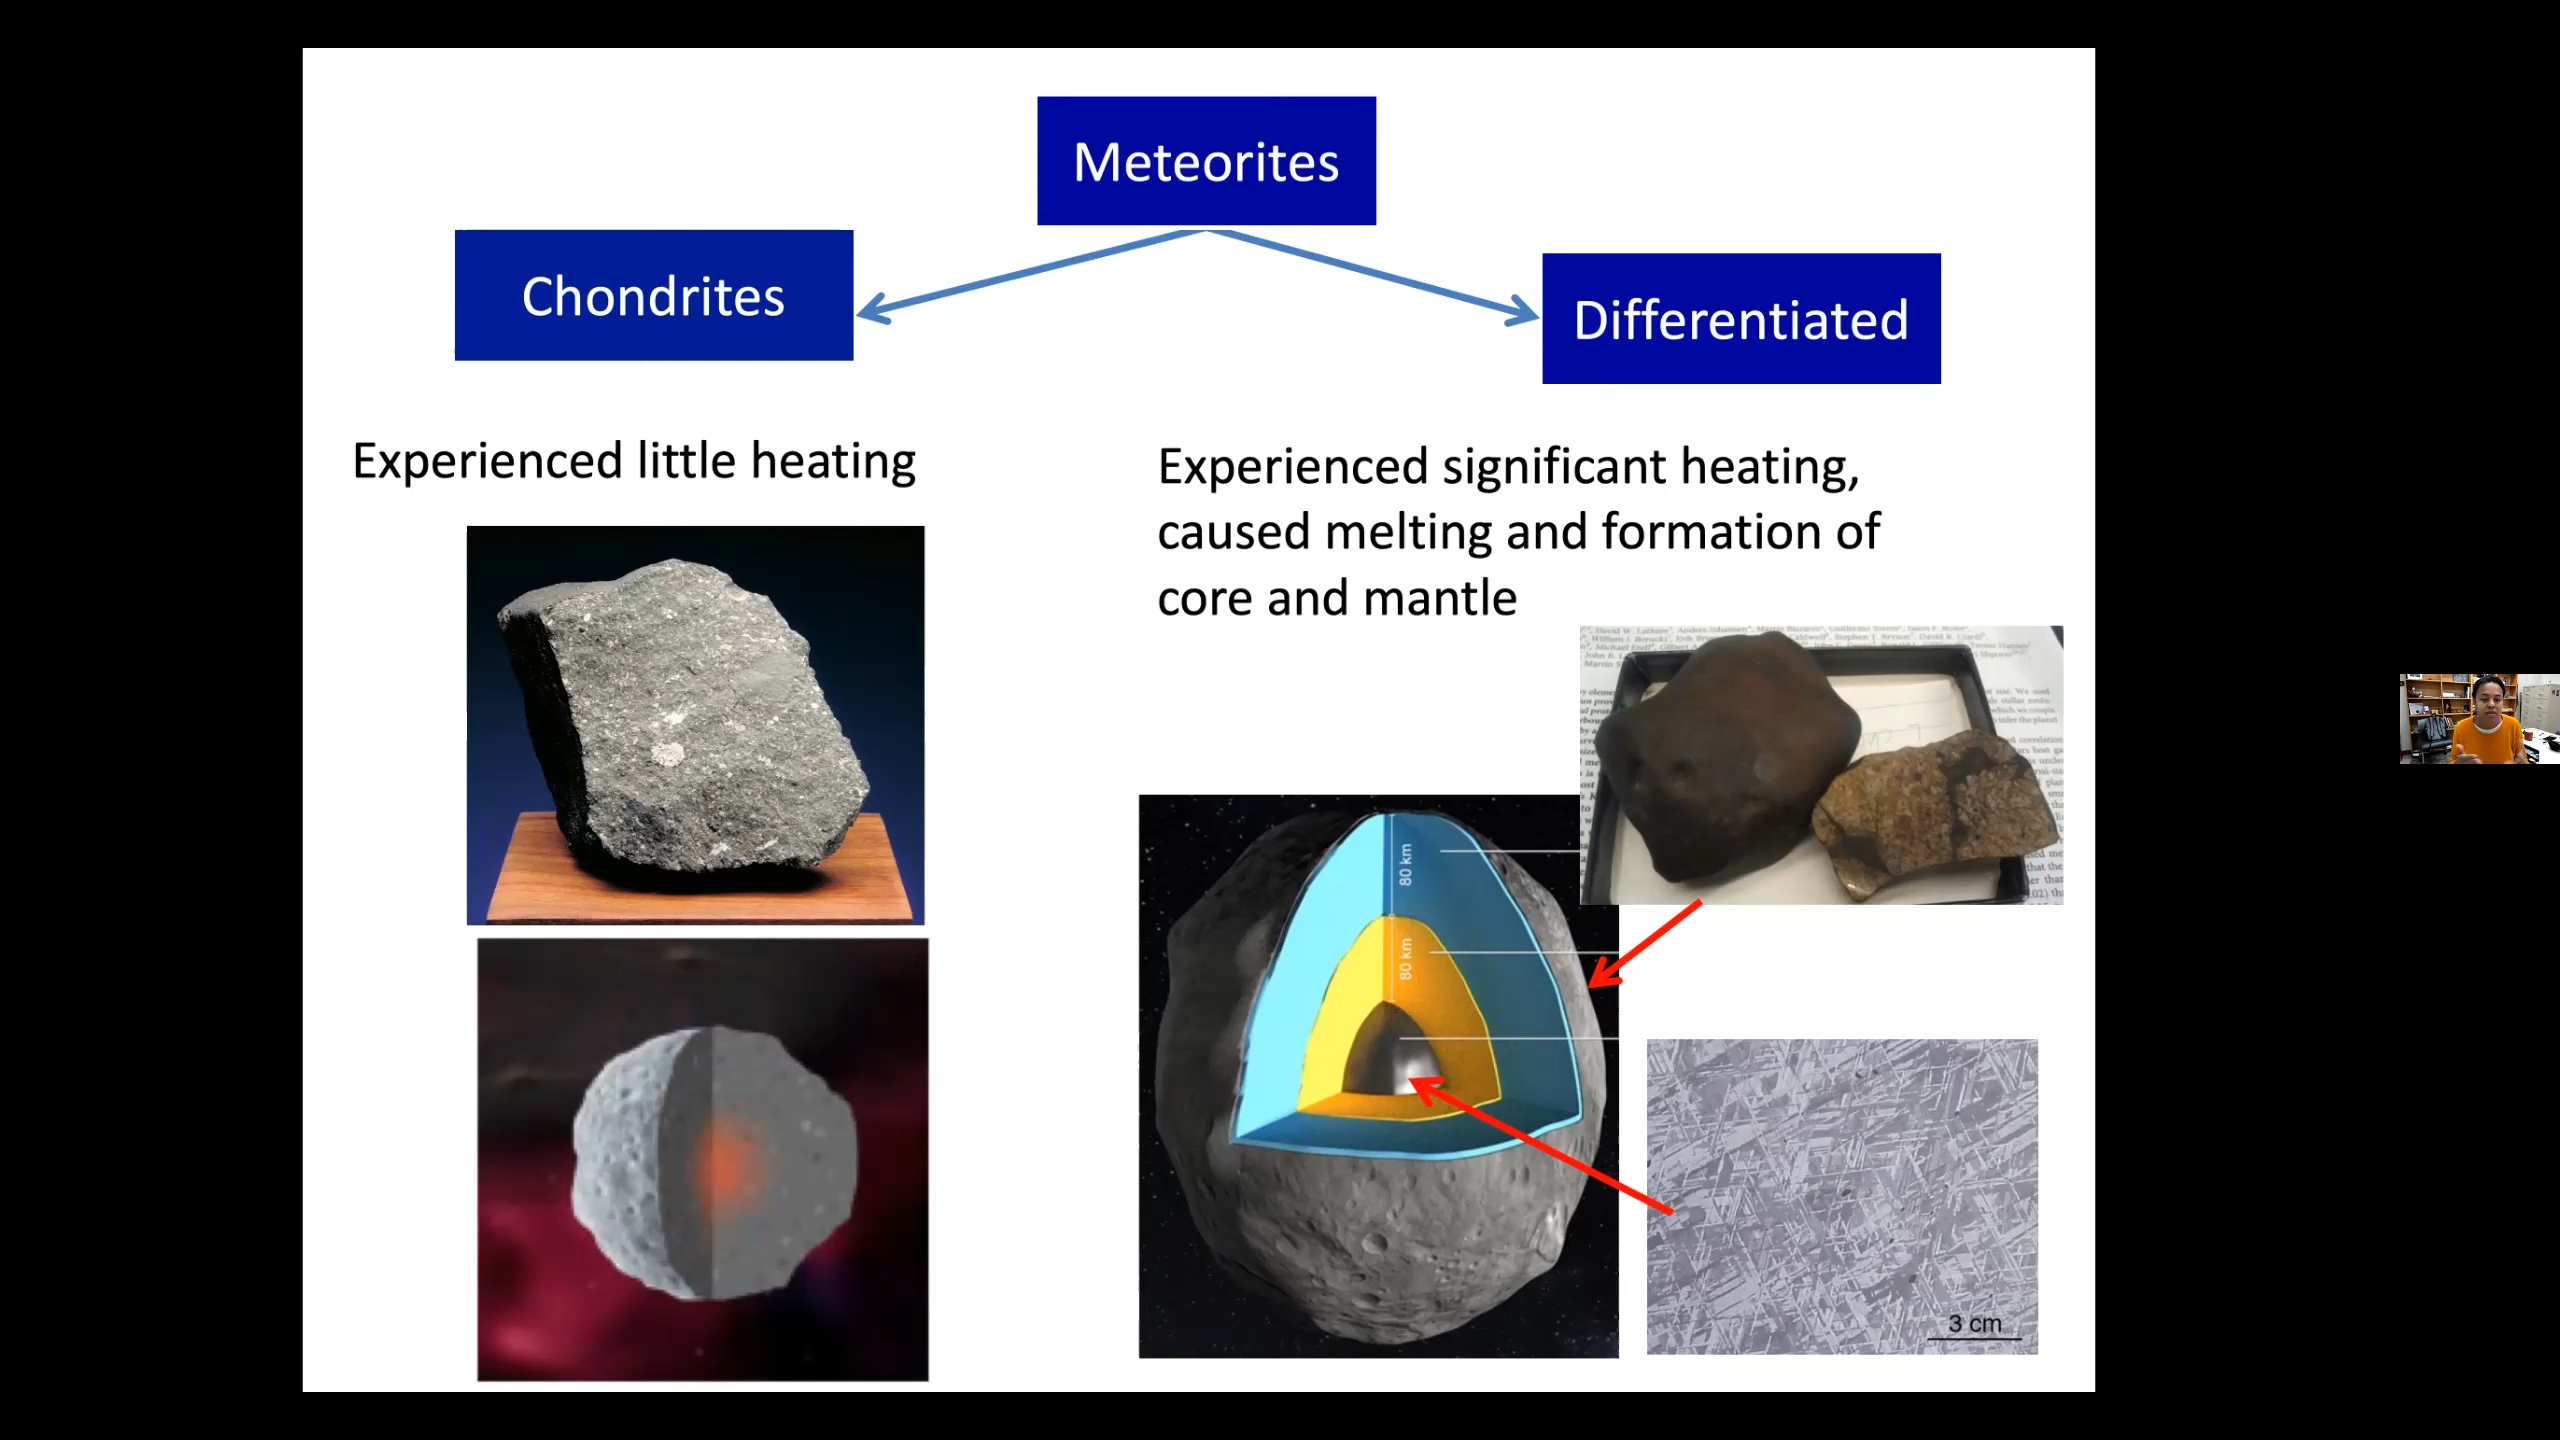 Meteorites
Chondrites
Differentiated
Experienced little heating
Experienced significant heating,
caused melting and formation of
core and mantle
80 km
80 km
3 cm